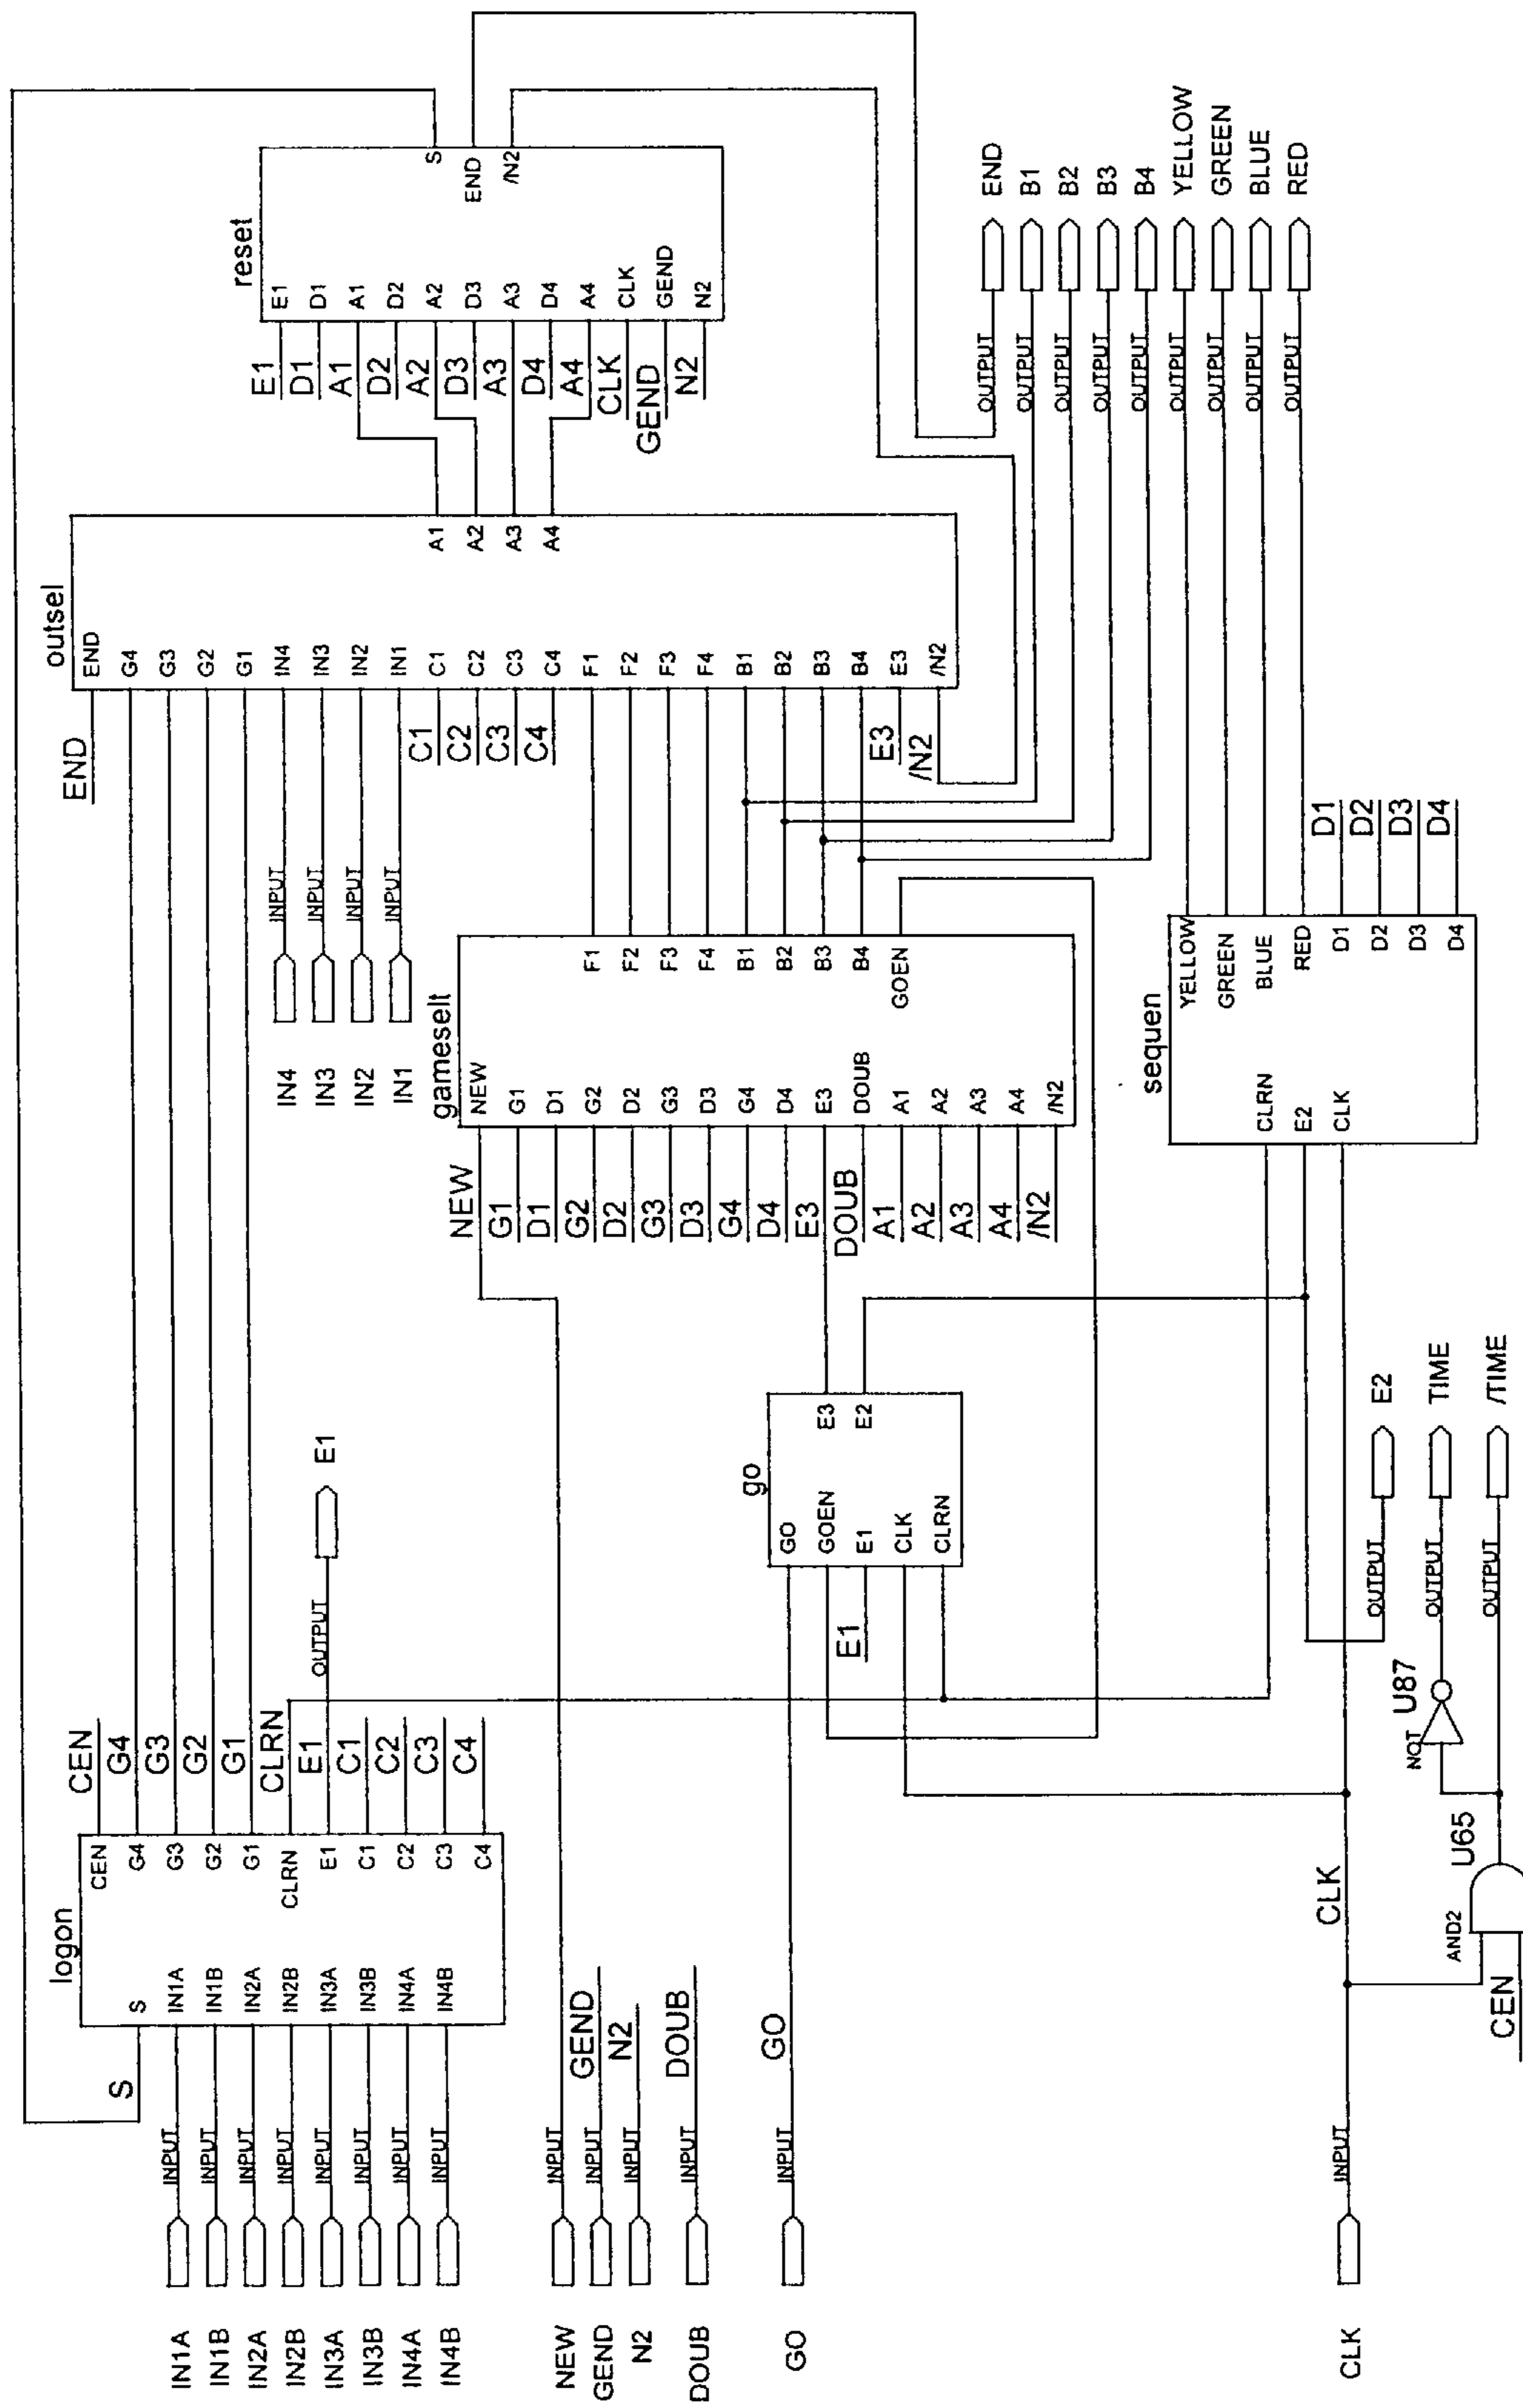 logon
S
IN1A
IN1B
IN2A
IN2B
IN3A
IN3B
IN4A
IN4B
CEN
G4
G3
G2
G1
CLRN
E1
C1
C2
C3
C4
S
IN1A INPUT
IN1B INPUT
IN2A INPUT
IN2B INPUT
IN3A INPUT
IN3B INPUT
IN4A INPUT
IN4B INPUT
CEN
G4
G3
G2
G1
CLRN
E1
C1
C2
C3
C4
OUTPUT E1
NEW INPUT
GEND INPUT GEND
N2 INPUT N2
DOUB INPUT DOUB
GO INPUT GO
CLK INPUT CLK
go
GO
GOEN
E1
CLK
CLRN
E3
E2
E1
AND2
U65
CEN
NOT
U87
OUTPUT E2
OUTPUT TIME
OUTPUT /TIME
IN4 INPUT
IN3 INPUT
IN2 INPUT
IN1 INPUT
gameselt
NEW
G1
D1
G2
D2
G3
D3
G4
D4
E3
DOUB
A1
A2
A3
A4
/N2
NEW
G1
D1
G2
D2
G3
D3
G4
D4
E3
DOUB
A1
A2
A3
A4
/N2
F1
F2
F3
F4
B1
B2
B3
B4
GOEN
sequen
CLRN
E2
CLK
YELLOW
GREEN
BLUE
RED
D1
D2
D3
D4
D1
D2
D3
D4
outsel
END
G4
G3
G2
G1
IN4
IN3
IN2
IN1
C1
C2
C3
C4
F1
F2
F3
F4
B1
B2
B3
B4
E3
/N2
END
C1
C2
C3
C4
E3
/N2
A1
A2
A3
A4
reset
E1
D1
A1
D2
A2
D3
A3
D4
A4
CLK
GEND
N2
E1
D1
A1
D2
A2
D3
A3
D4
A4
CLK
GEND
N2
S
END
/N2
OUTPUT END
OUTPUT B1
OUTPUT B2
OUTPUT B3
OUTPUT B4
OUTPUT YELLOW
OUTPUT GREEN
OUTPUT BLUE
OUTPUT RED